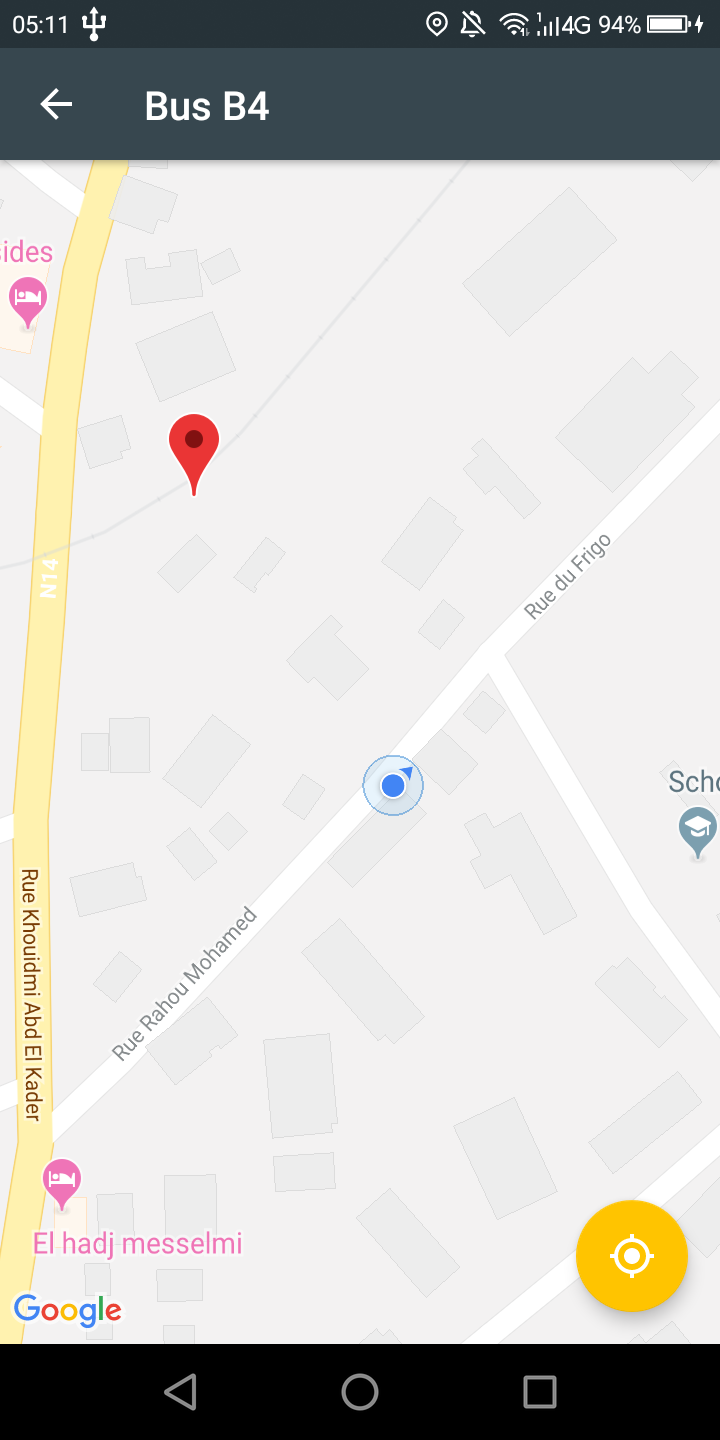 05:11
1 4G 94%
Bus B4
sides
N14
Rue du Frigo
Scho
Rue Khouidmi Abd El Kader
Rue Rahou Mohamed
El hadj messelmi
Google